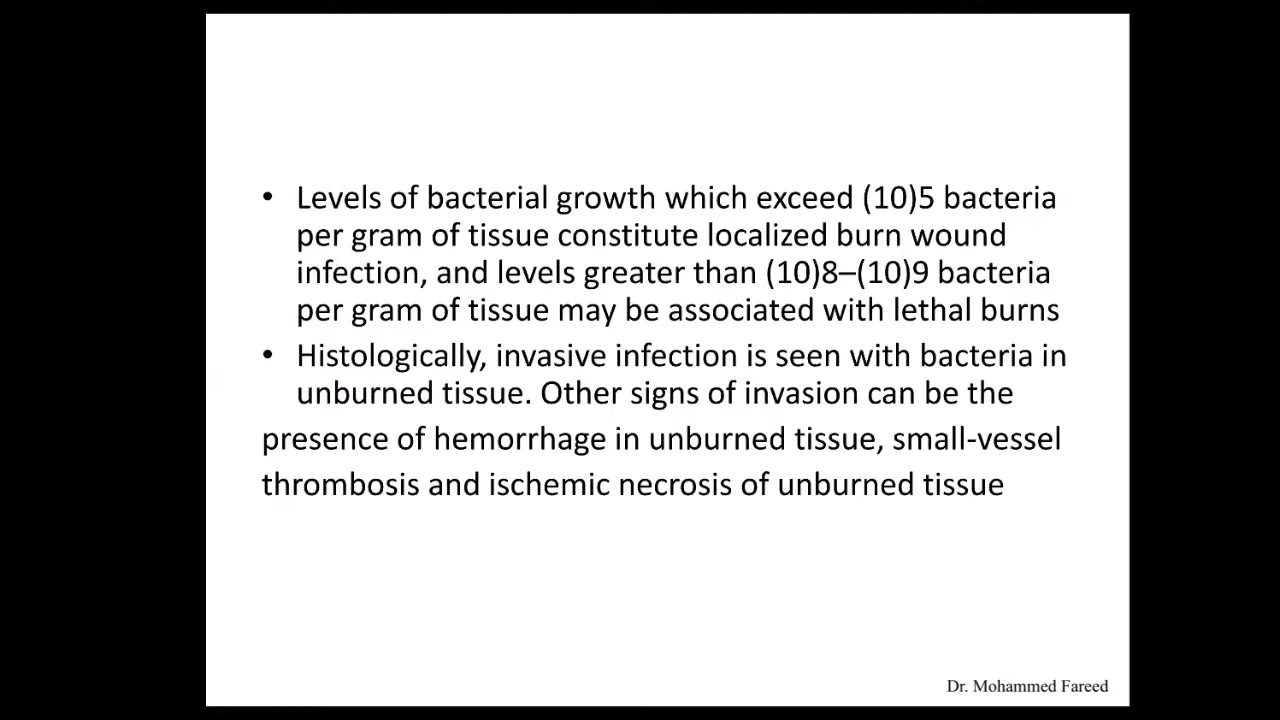 • Levels of bacterial growth which exceed (10)5 bacteria
per gram of tissue constitute localized burn wound
infection, and levels greater than (10)8–(10)9 bacteria
per gram of tissue may be associated with lethal burns
• Histologically, invasive infection is seen with bacteria in
unburned tissue. Other signs of invasion can be the
presence of hemorrhage in unburned tissue, small-vessel
thrombosis and ischemic necrosis of unburned tissue
Dr. Mohammed Fareed